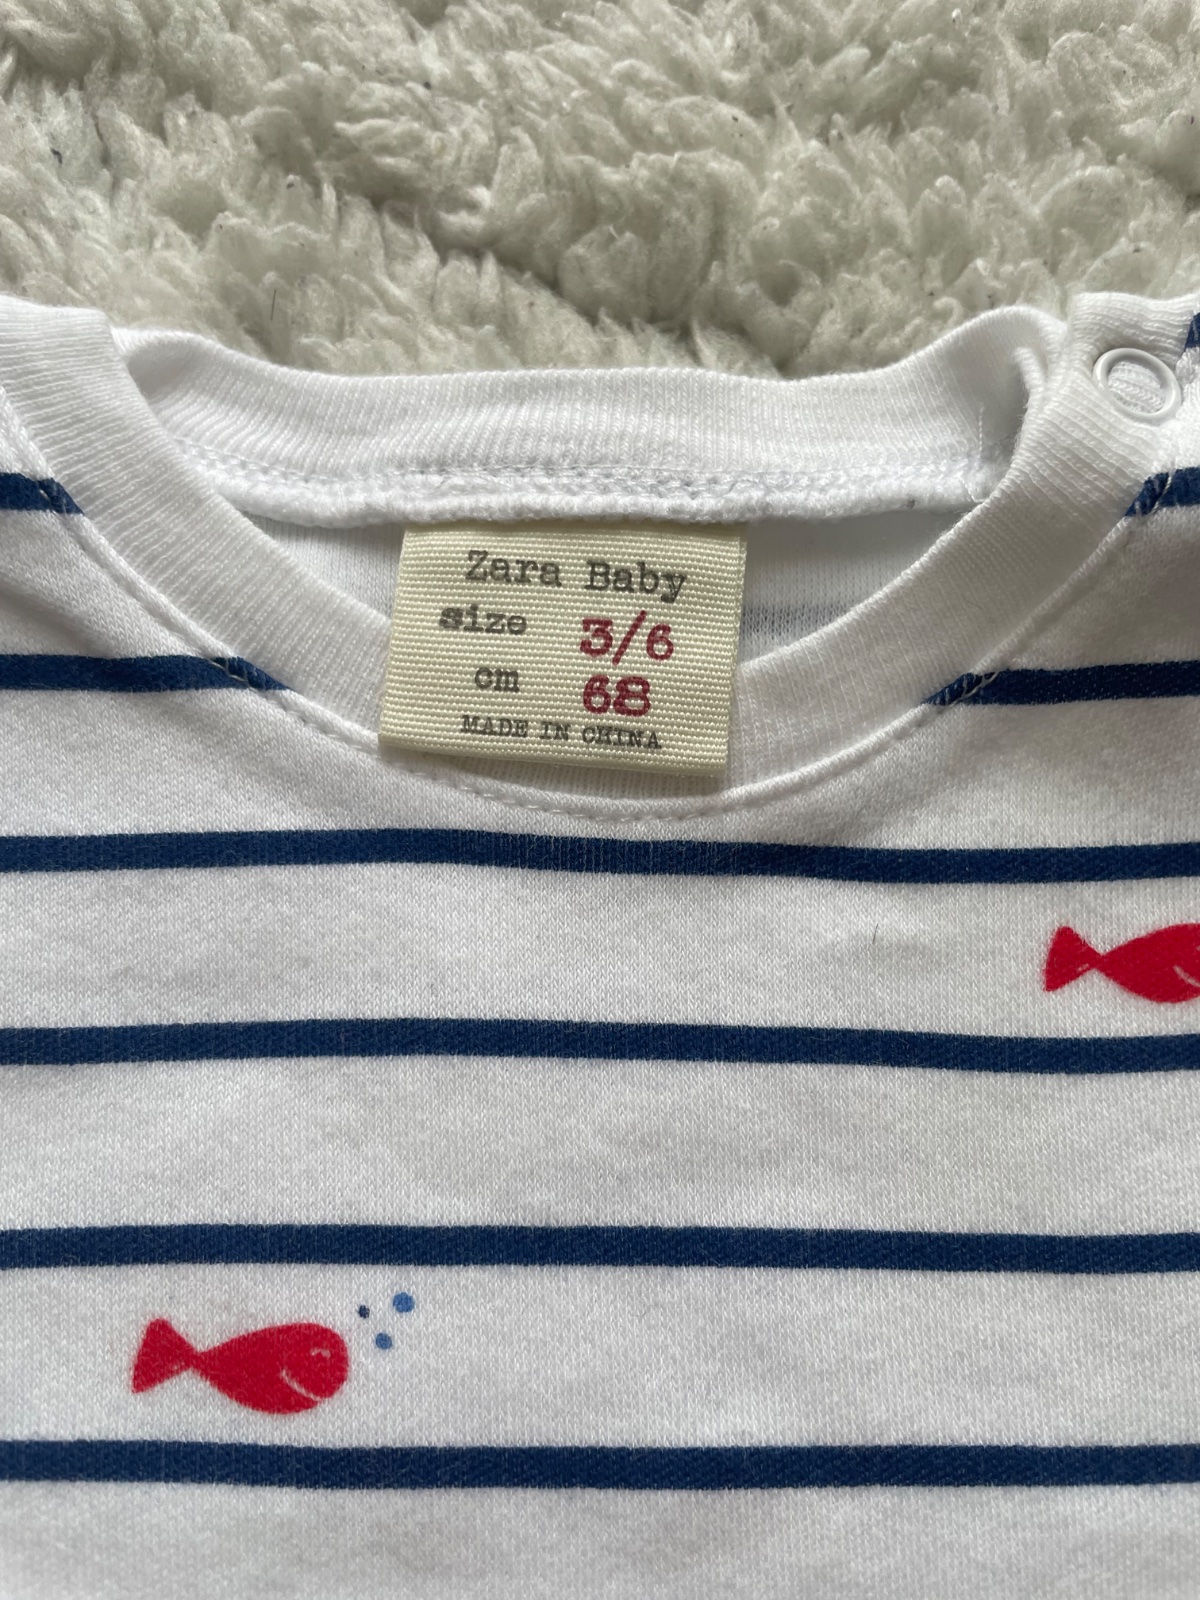 Zara Baby
size 3/6
cm 68
MADE IN CHINA